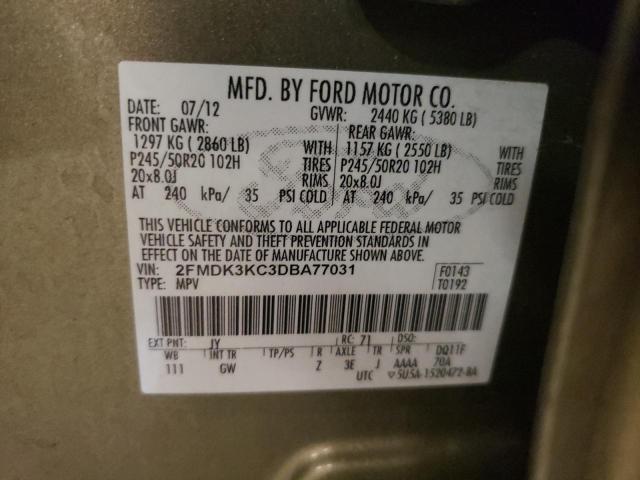 MFD. BY FORD MOTOR CO.
DATE: 07/12 GVWR: 2440 KG ( 5380 LB)
FRONT GAWR: REAR GAWR:
1297 KG ( 2860 LB) WITH 1157 KG ( 2550 LB) WITH
P245/50R20 102H TIRES P245/50R20 102H TIRES
20x8.0J RIMS 20x8.0J RIMS
AT 240 kPa/ 35 PSI COLD AT 240 kPa/ 35 PSI COLD
THIS VEHICLE CONFORMS TO ALL APPLICABLE FEDERAL MOTOR
VEHICLE SAFETY AND THEFT PREVENTION STANDARDS IN
EFFECT ON THE DATE OF MANUFACTURE SHOWN ABOVE.
VIN: 2FMDK3KC3DBA77031 F0143
TYPE: MPV T0192
EXT PNT: JY RC: 71 DSO:
WB INT TR TP/PS R AXLE TR SPR DQ11F
111 GW Z 3E J AAAA 70A
UTC ▽5USA-1520472-BA